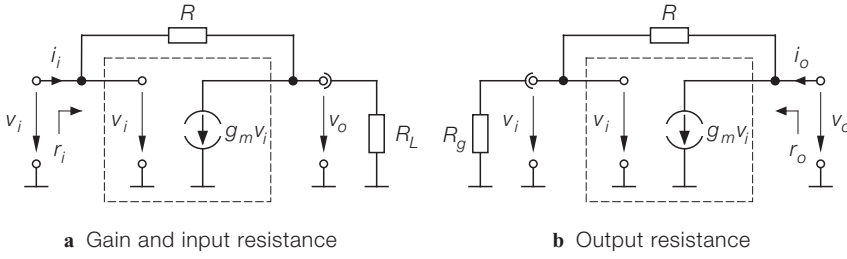 R
i_i
v_i
r_i
v_i
g_m v_i
v_o
R_L
a Gain and input resistance
R
i_o
R_g
v_i
v_i
g_m v_i
r_o
v_o
b Output resistance